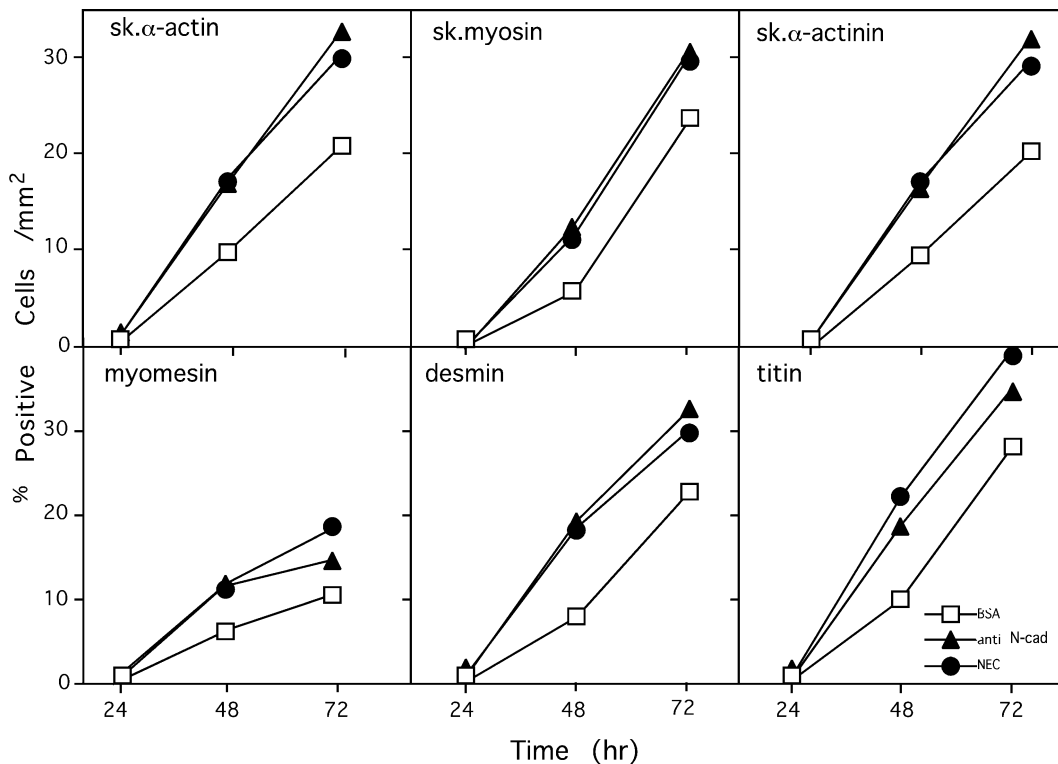 sk.α-actin
sk.myosin
sk.α-actinin
30
20
10
0
myomesin
desmin
titin
30
20
10
0
24
48
72
24
48
72
24
48
72
% Positive Cells /mm2
Time (hr)
BSA
anti N-cad
NEC